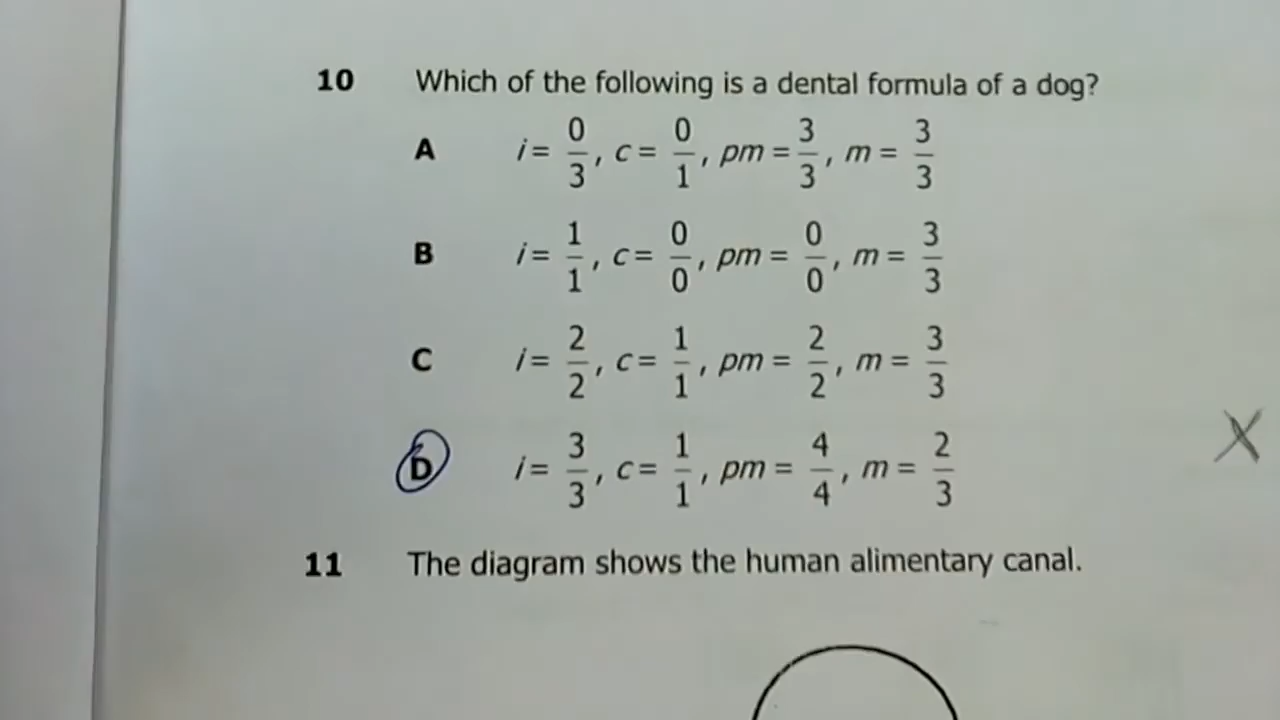 10 Which of the following is a dental formula of a dog?
A i = 0/3, c = 0/1, pm = 3/3, m = 3/3
B i = 1/1, c = 0/0, pm = 0/0, m = 3/3
C i = 2/2, c = 1/1, pm = 2/2, m = 3/3
D i = 3/3, c = 1/1, pm = 4/4, m = 2/3
11 The diagram shows the human alimentary canal.